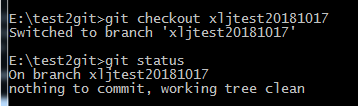 E:\test2git>git checkout xljtest20181017
Switched to branch 'xljtest20181017'
E:\test2git>git status
On branch xljtest20181017
nothing to commit, working tree clean